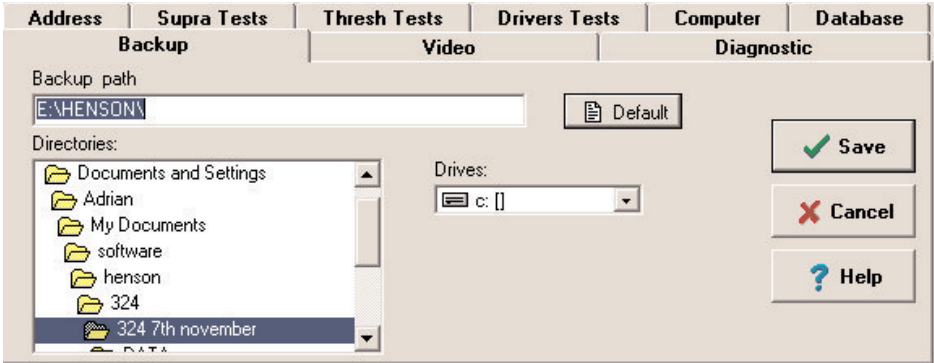 Address Supra Tests Thresh Tests Drivers Tests Computer Database
Backup Video Diagnostic
Backup path
E:\HENSON\
Default
Directories:
Documents and Settings
Adrian
My Documents
software
henson
324
324 7th november
DATA
Drives:
c: []
Save
Cancel
Help